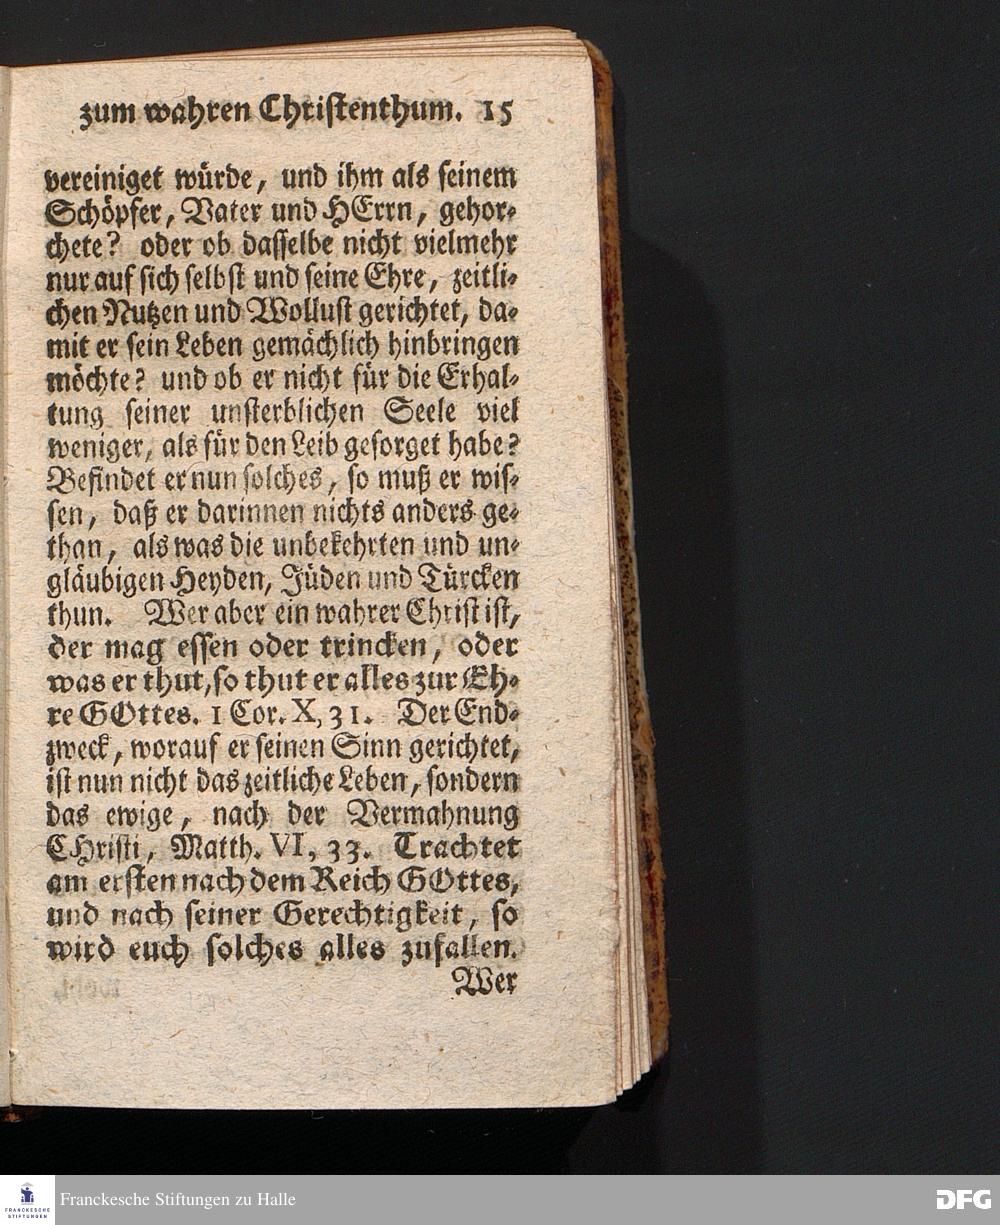 zum wahren Christenthum. 15
vereiniget würde, und ihm als seinem
Schöpfer, Vater und HErrn, gehor-
chete? oder ob dasselbe nicht vielmehr
nur auf sich selbst und seine Ehre, zeitli-
chen Nutzen und Wollust gerichtet, da-
mit er sein Leben gemächlich hinbringen
möchte? und ob er nicht für die Erhal-
tung seiner unsterblichen Seele viel
weniger, als für den Leib gesorget habe?
Befindet er nun solches, so muß er wis-
sen, daß er darinnen nichts anders ge-
than, als was die unbekehrten und un-
gläubigen Heyden, Jüden und Türcken
thun. Wer aber ein wahrer Christ ist,
der mag essen oder trincken, oder
was er thut, so thut er alles zur Eh-
re GOttes. 1 Cor. X, 31. Der End-
zweck, worauf er seinen Sinn gerichtet,
ist nun nicht das zeitliche Leben, sondern
das ewige, nach der Vermahnung
CHristi, Matth. VI, 33. Trachtet
am ersten nach dem Reich GOttes,
und nach seiner Gerechtigkeit, so
wird euch solches alles zufallen.
Wer
FRANCKESCHE
STIFTUNGEN
Franckesche Stiftungen zu Halle
DFG